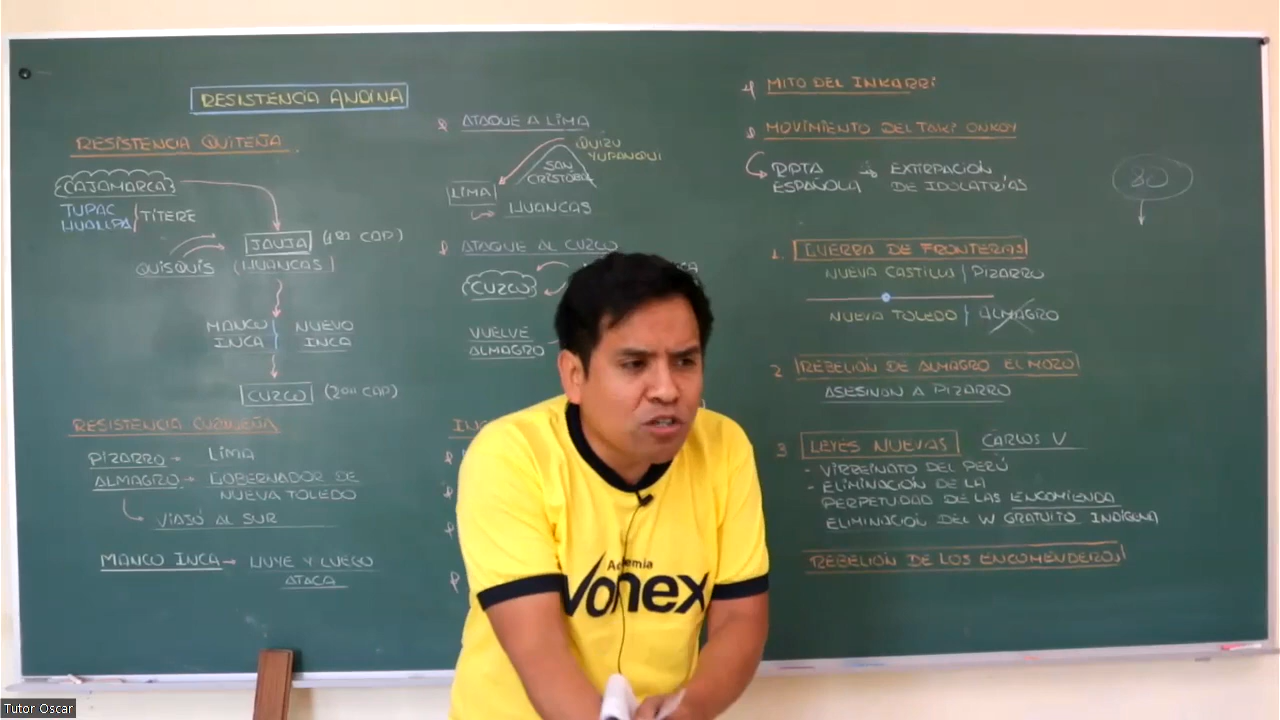 RESISTENCIA ANDINA
RESISTENCIA QUITEÑA
CAJAMARCA
TUPAC
HUALLPA / TITERE
JAUJA (1RA CAP)
QUISQUIS (HUANCAS)
MANCO
INCA
NUEVO
INCA
CUZCO (2DA CAP)
RESISTENCIA CUZQUEÑA
PIZARRO → LIMA
ALMAGRO → GOBERNADOR DE
NUEVA TOLEDO
VIAJÓ AL SUR
MANCO INCA → HUYE Y LUEGO
ATACA
ATAQUE A LIMA
QUIZU
YUPANQUI
SAN
CRISTOBAL
LIMA
HUANCAS
ATAQUE AL CUZCO
CUZCO
VUELVE
ALMAGRO
MITO DEL INKARRI
MOVIMIENTO DEL TAKI ONKOY
RPTA
ESPAÑOLA → EXTIRPACIÓN
DE IDOLATRÍAS
1. GUERRA DE FRONTERAS
NUEVA CASTILLA | PIZARRO
NUEVA TOLEDO | ALMAGRO
2 REBELIÓN DE ALMAGRO EL MOZO
ASESINAN A PIZARRO
3 LEYES NUEVAS CARLOS V
- VIRREINATO DEL PERÚ
- ELIMINACIÓN DE LA
PERPETUIDAD DE LAS ENCOMIENDA
ELIMINACIÓN DEL W GRATUITO INDÍGENA
REBELIÓN DE LOS ENCOMENDEROS
Academia
Vonex
Tutor Oscar